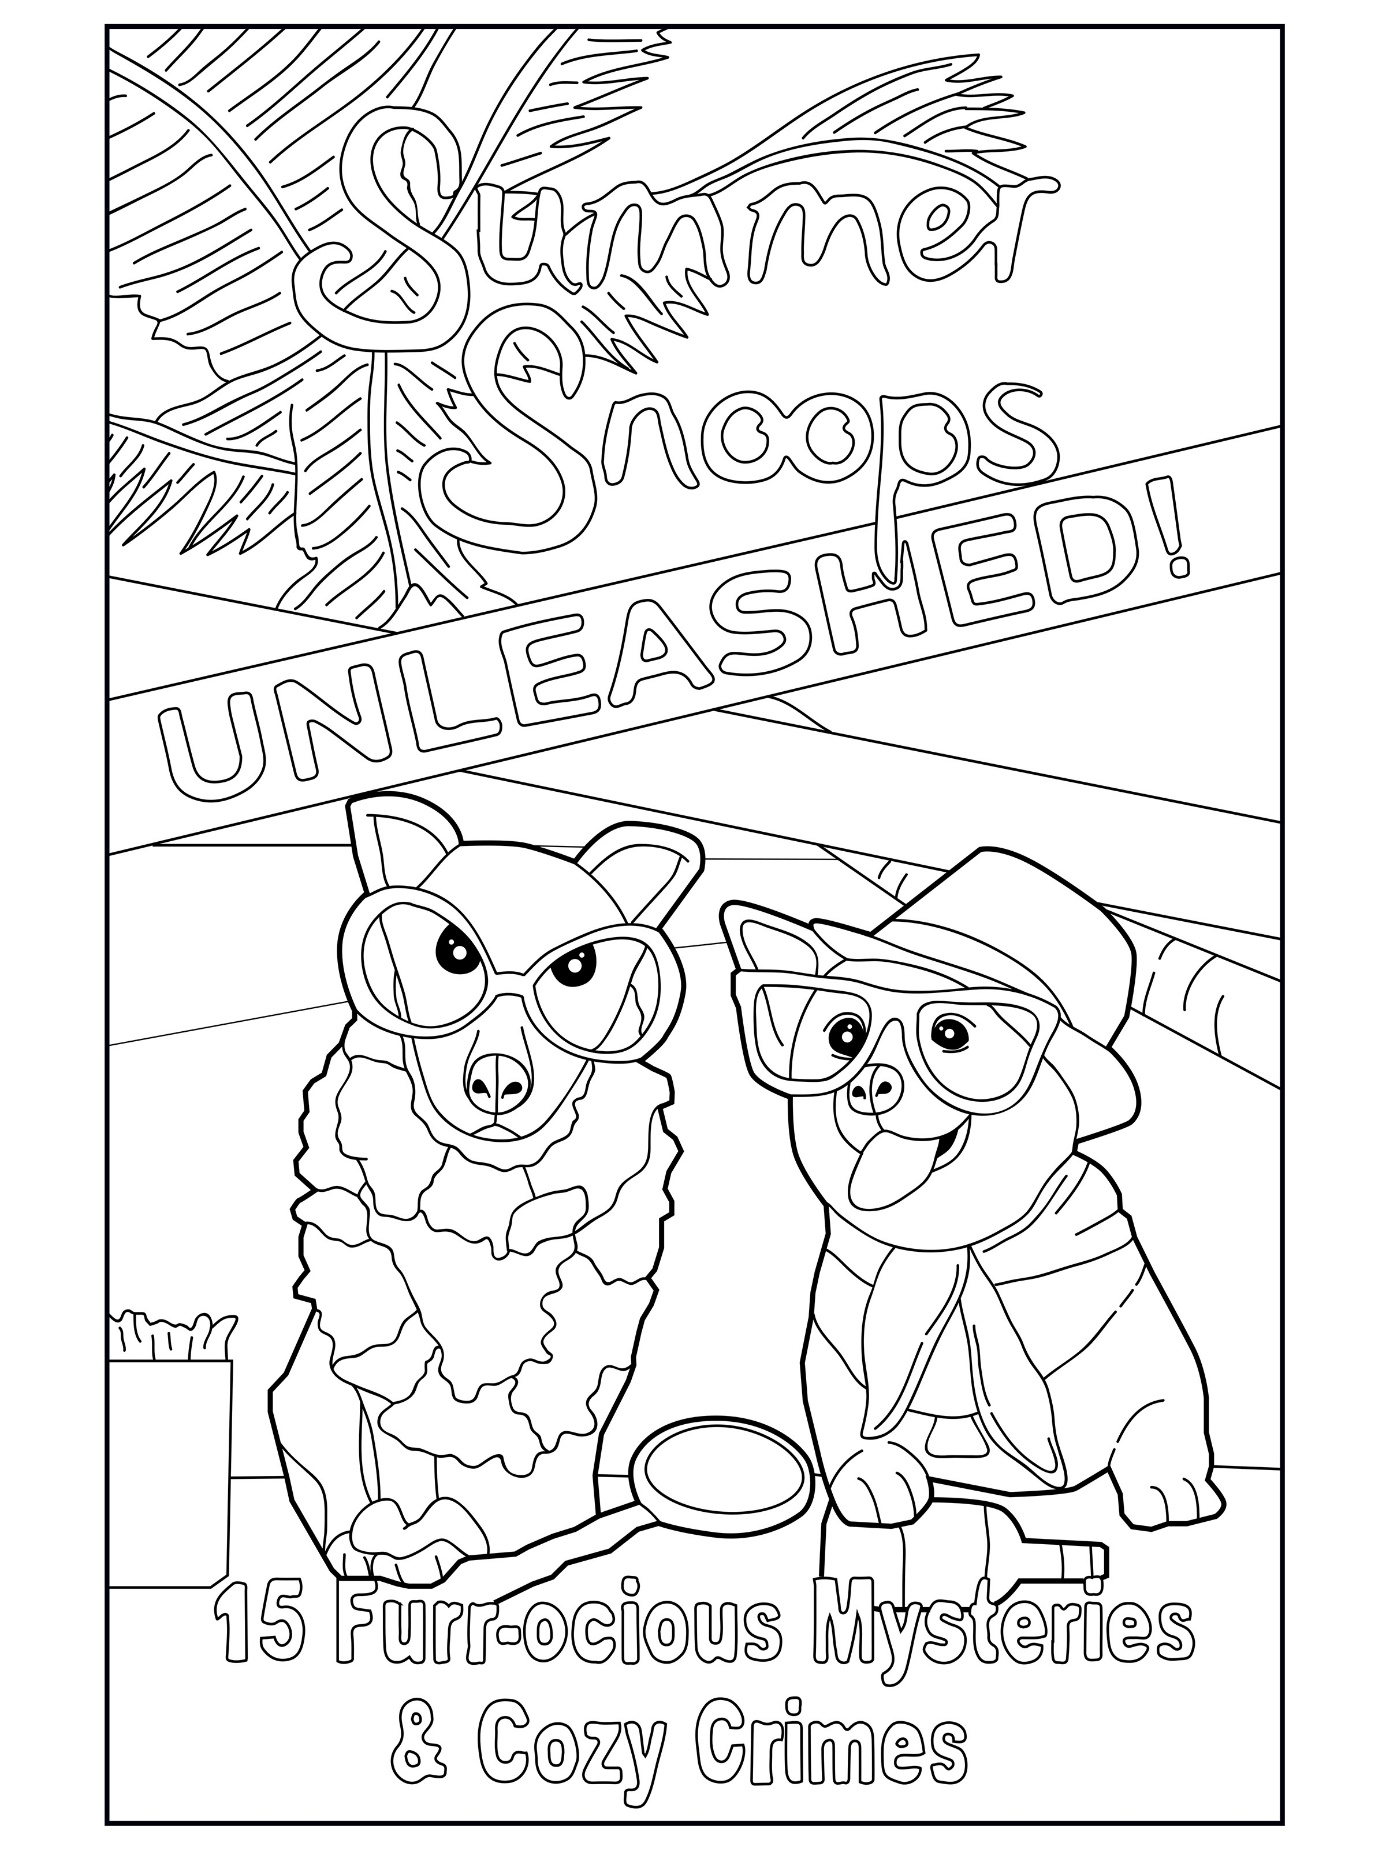 Summer
Snoops
UNLEASHED!
15 Furr-ocious Mysteries
& Cozy Crimes